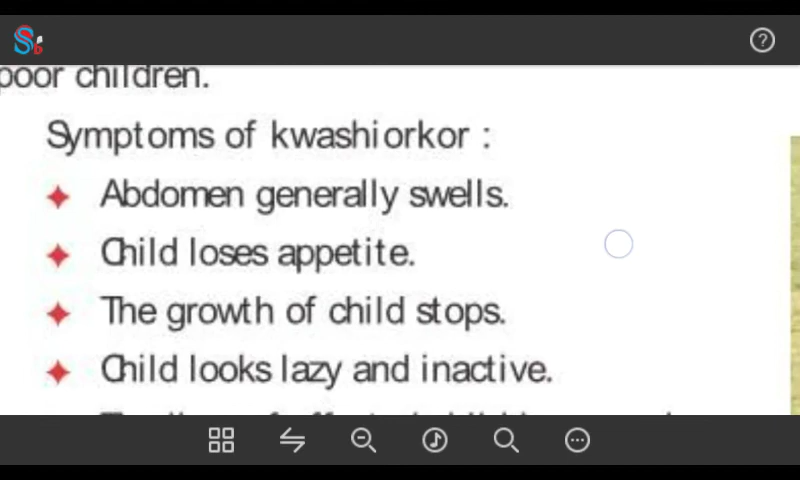 poor children.
Symptoms of kwashiorkor :
Abdomen generally swells.
Child loses appetite.
The growth of child stops.
Child looks lazy and inactive.